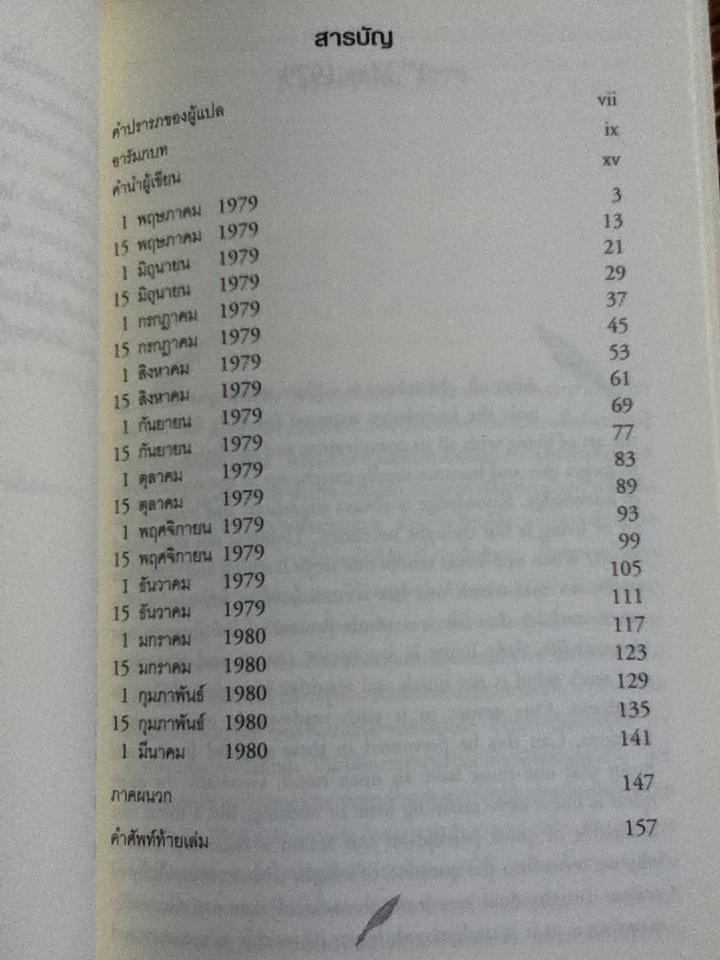 สารบัญ
คำปรารภของผู้แปล vii
อารัมภบท ix
คำนำผู้เขียน xv
1 พฤษภาคม 1979 3
15 พฤษภาคม 1979 13
1 มิถุนายน 1979 21
15 มิถุนายน 1979 29
1 กรกฎาคม 1979 37
15 กรกฎาคม 1979 45
1 สิงหาคม 1979 53
15 สิงหาคม 1979 61
1 กันยายน 1979 69
15 กันยายน 1979 77
1 ตุลาคม 1979 83
15 ตุลาคม 1979 89
1 พฤศจิกายน 1979 93
15 พฤศจิกายน 1979 99
1 ธันวาคม 1979 105
15 ธันวาคม 1979 111
1 มกราคม 1980 117
15 มกราคม 1980 123
1 กุมภาพันธ์ 1980 129
15 กุมภาพันธ์ 1980 135
1 มีนาคม 1980 141
ภาคผนวก 147
คำศัพท์ท้ายเล่ม 157